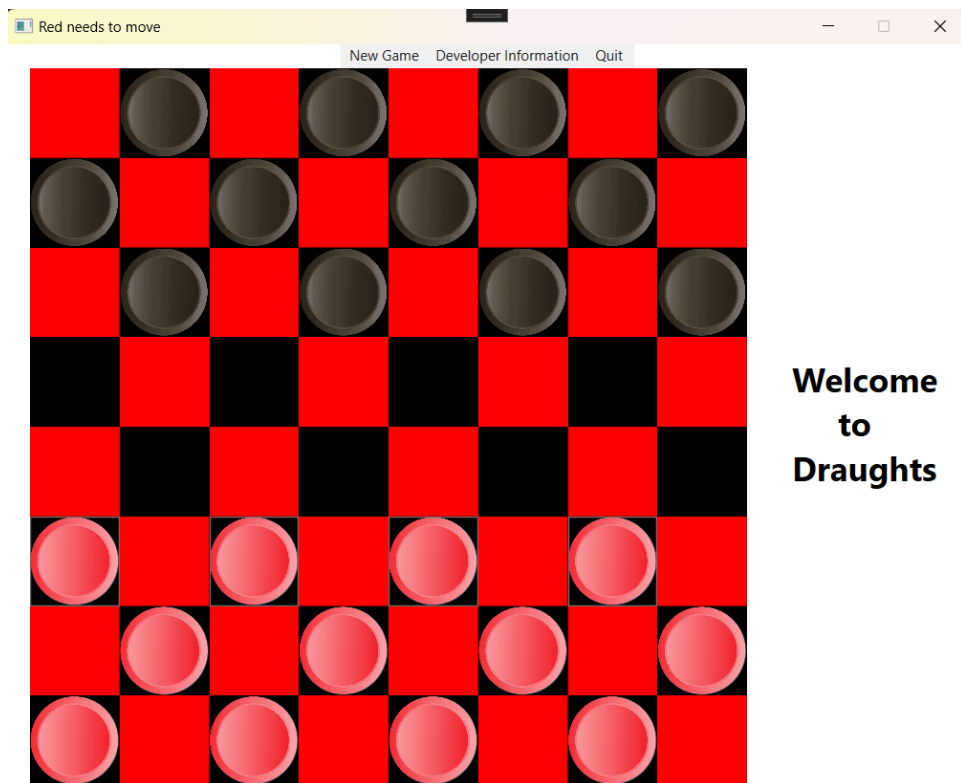 Red needs to move
New Game Developer Information Quit
Welcome
to
Draughts